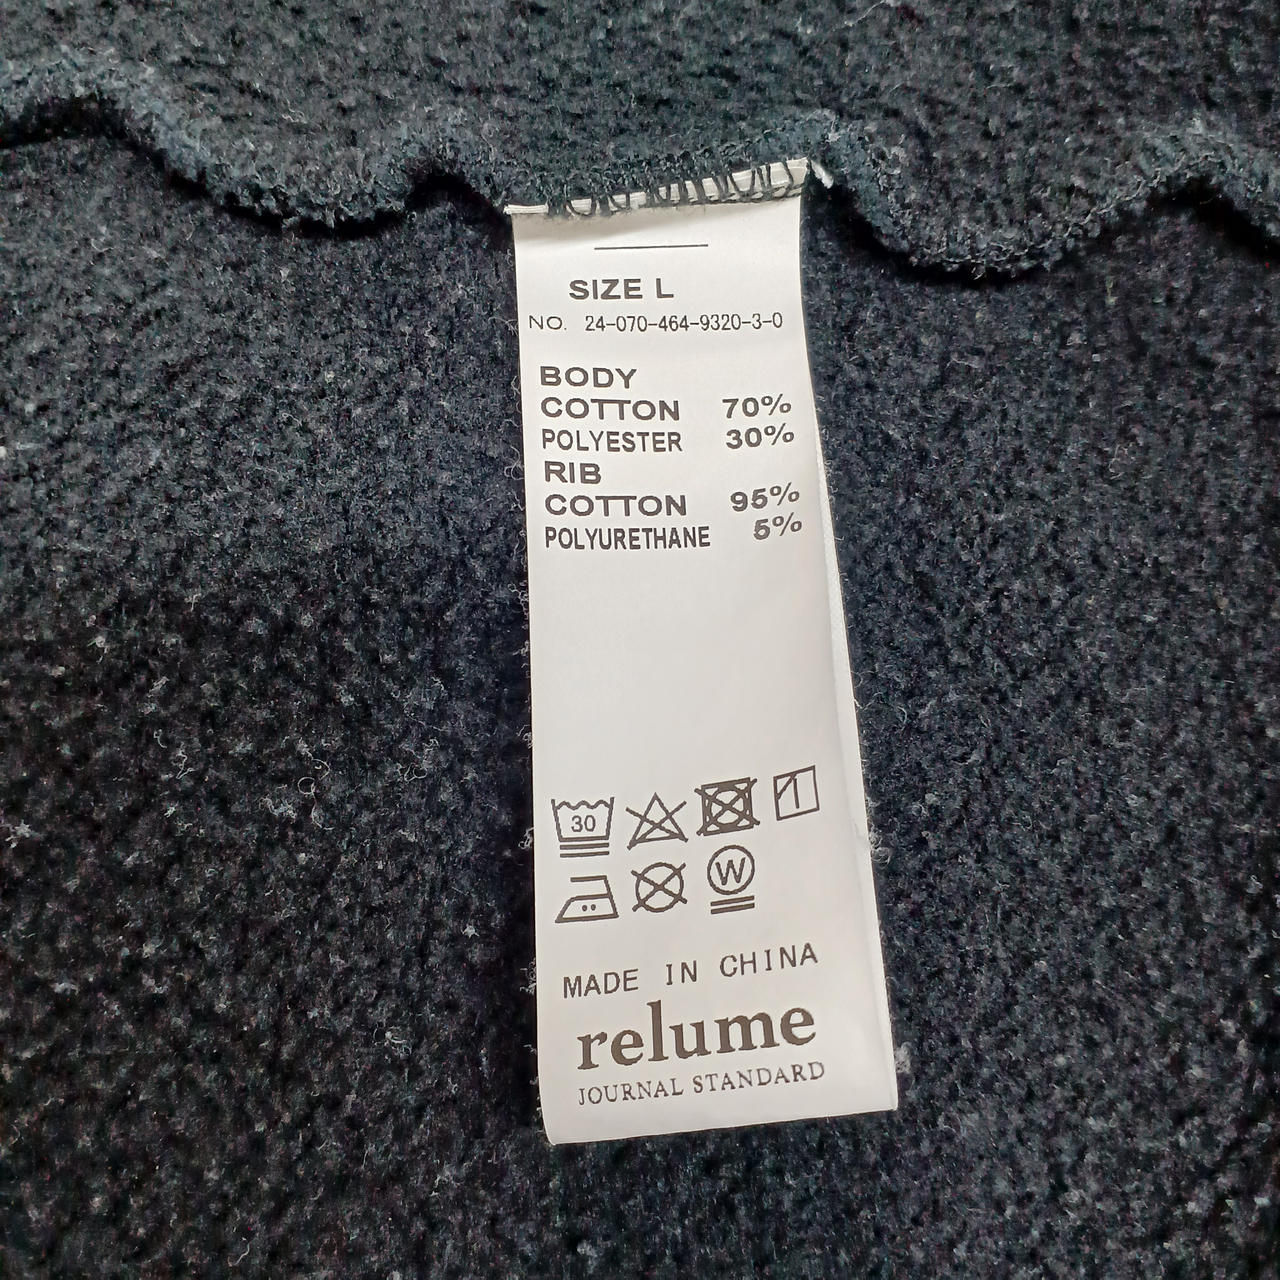 SIZE L
NO. 24-070-464-9320-3-0
BODY
COTTON 70%
POLYESTER 30%
RIB
COTTON 95%
POLYURETHANE 5%
30
W
MADE IN CHINA
relume
JOURNAL STANDARD